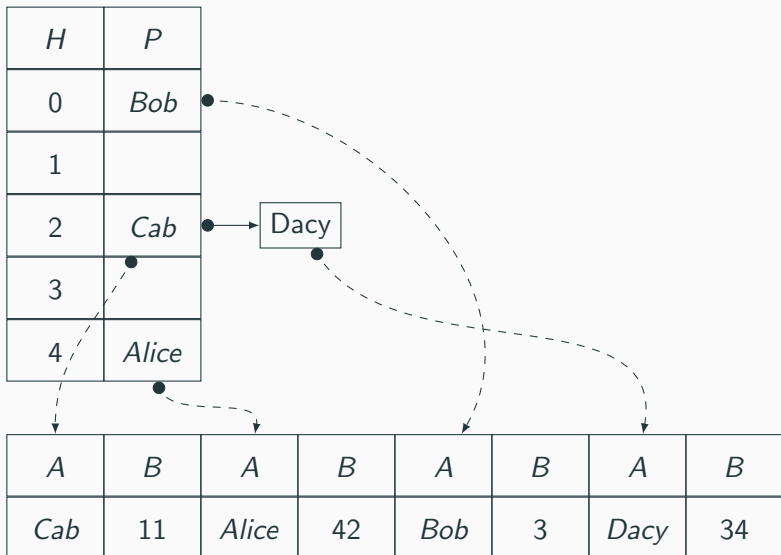 H P
0 Bob
1
2 Cab Dacy
3
4 Alice
A B A B A B A B
Cab 11 Alice 42 Bob 3 Dacy 34